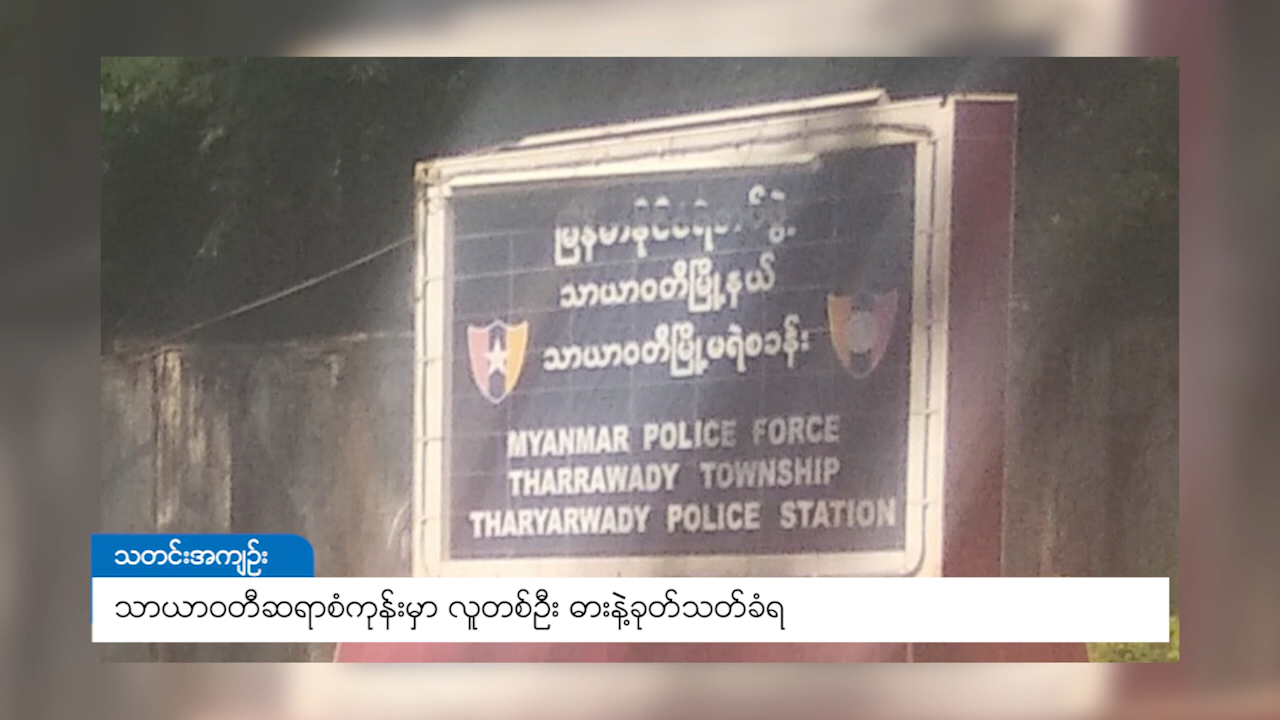 မြန်မာနိုင်ငံရဲတပ်ဖွဲ့
သာယာဝတီမြို့နယ်
သာယာဝတီမြို့မရဲစခန်း
MYANMAR POLICE FORCE
THARRAWADY TOWNSHIP
THARYARWADY POLICE STATION
သတင်းအကျဉ်း
သာယာဝတီဆရာစံကုန်းမှာ လူတစ်ဦး ဓားနဲ့ခုတ်သတ်ခံရ